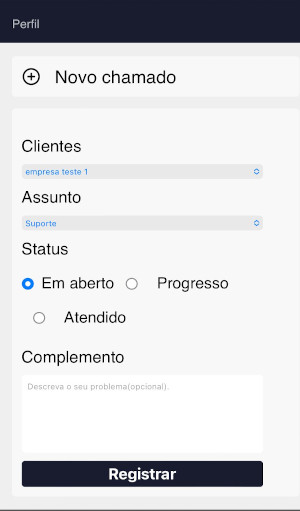 Perfil
Novo chamado
Clientes
empresa teste 1
Assunto
Suporte
Status
Em aberto Progresso
Atendido
Complemento
Descreva o seu problema(opcional).
Registrar